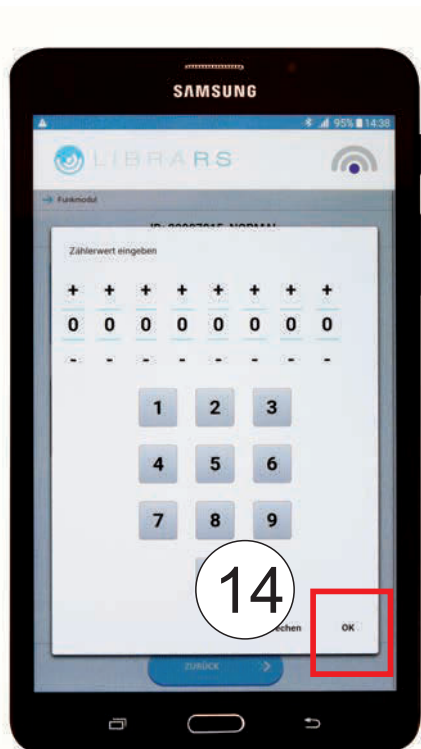 SAMSUNG
95% 14:38
LIBRARS
Funkmodul
Zählerwert eingeben
+ + + + + + + +
0 0 0 0 0 0 0 0
- - - - - - - -
1 2 3
4 5 6
7 8 9
14
OK
ZURÜCK